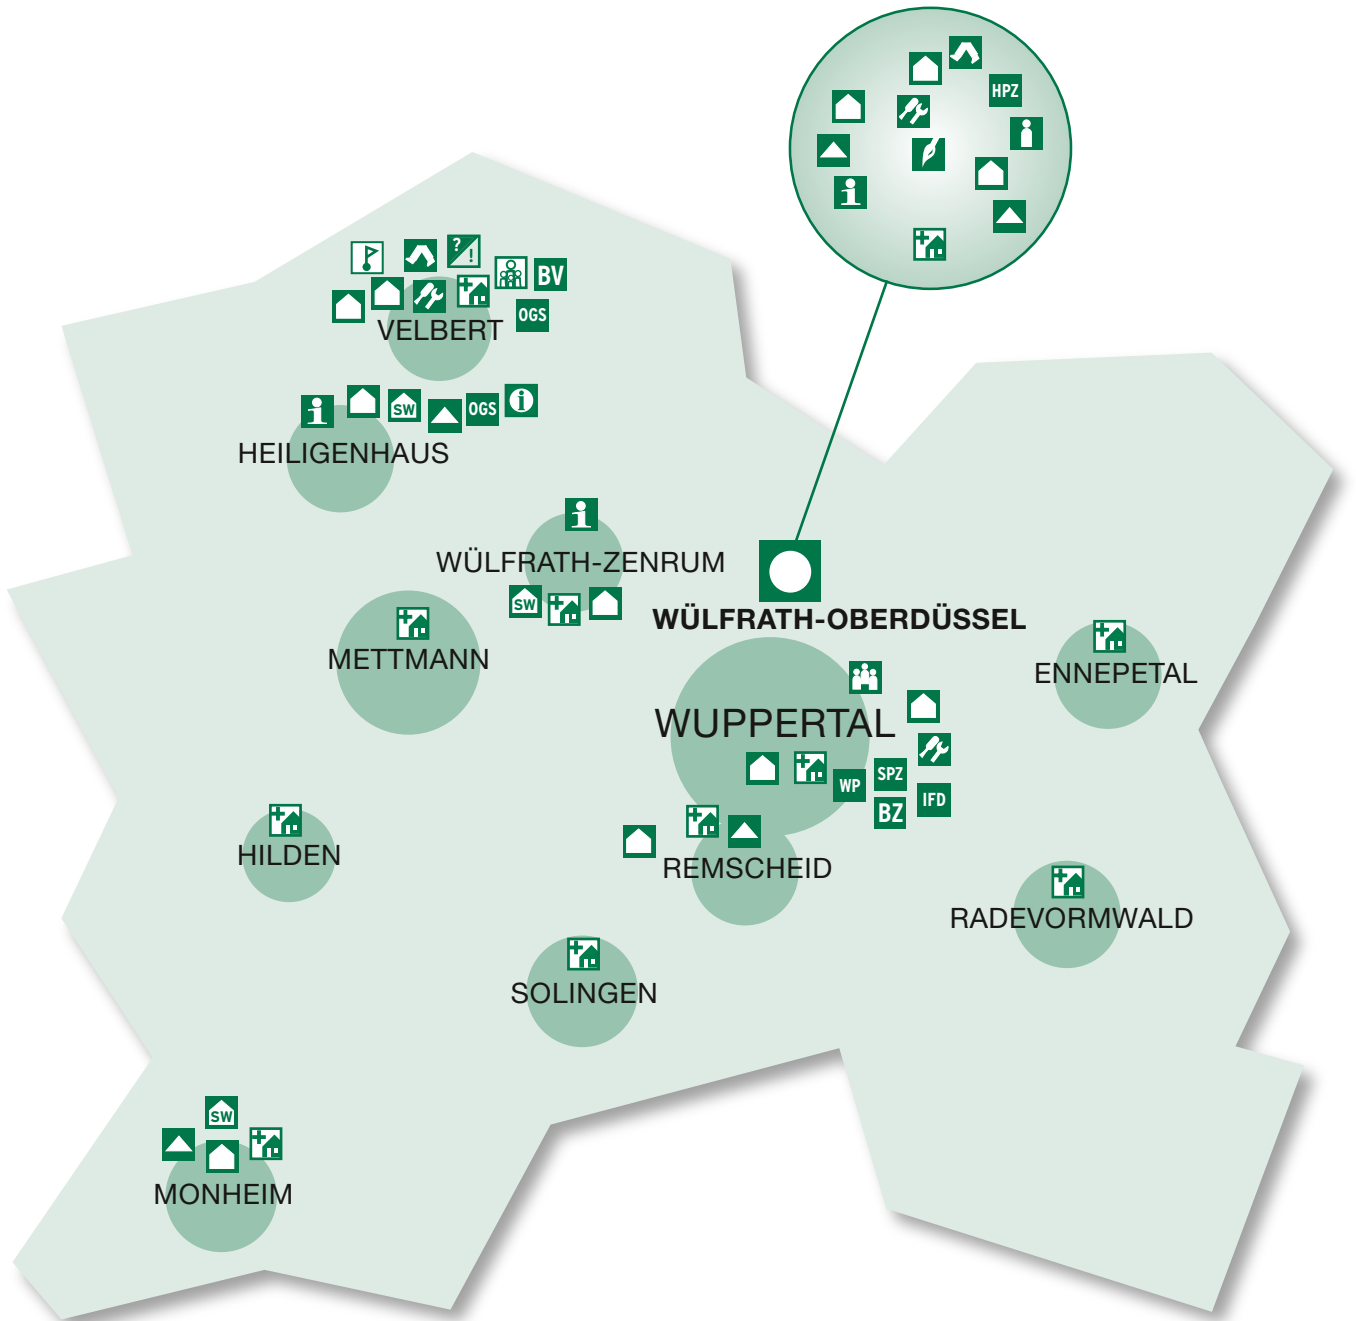 HPZ
? !
BV
OGS
VELBERT
SW
OGS
i
HEILIGENHAUS
WÜLFRATH-ZENRUM
SW
WÜLFRATH-OBERDÜSSEL
METTMANN
ENNEPETAL
WUPPERTAL
SPZ
WP
BZ
IFD
HILDEN
REMSCHEID
RADEVORMWALD
SOLINGEN
SW
MONHEIM